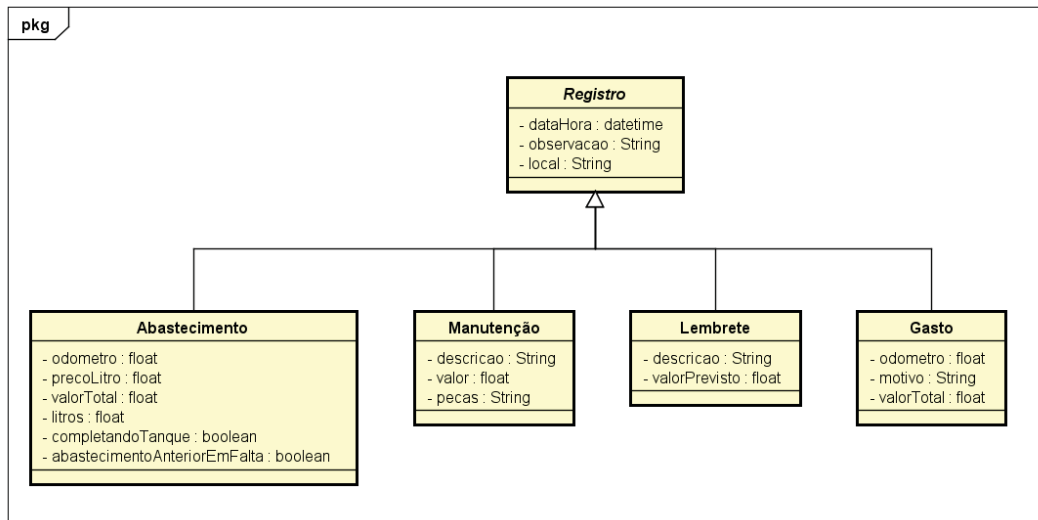 pkg
Registro
- dataHora : datetime
- observacao : String
- local : String
Abastecimento
- odometro : float
- precoLitro : float
- valorTotal : float
- litros : float
- completandoTanque : boolean
- abastecimentoAnteriorEmFalta : boolean
Manutenção
- descricao : String
- valor : float
- pecas : String
Lembrete
- descricao : String
- valorPrevisto : float
Gasto
- odometro : float
- motivo : String
- valorTotal : float